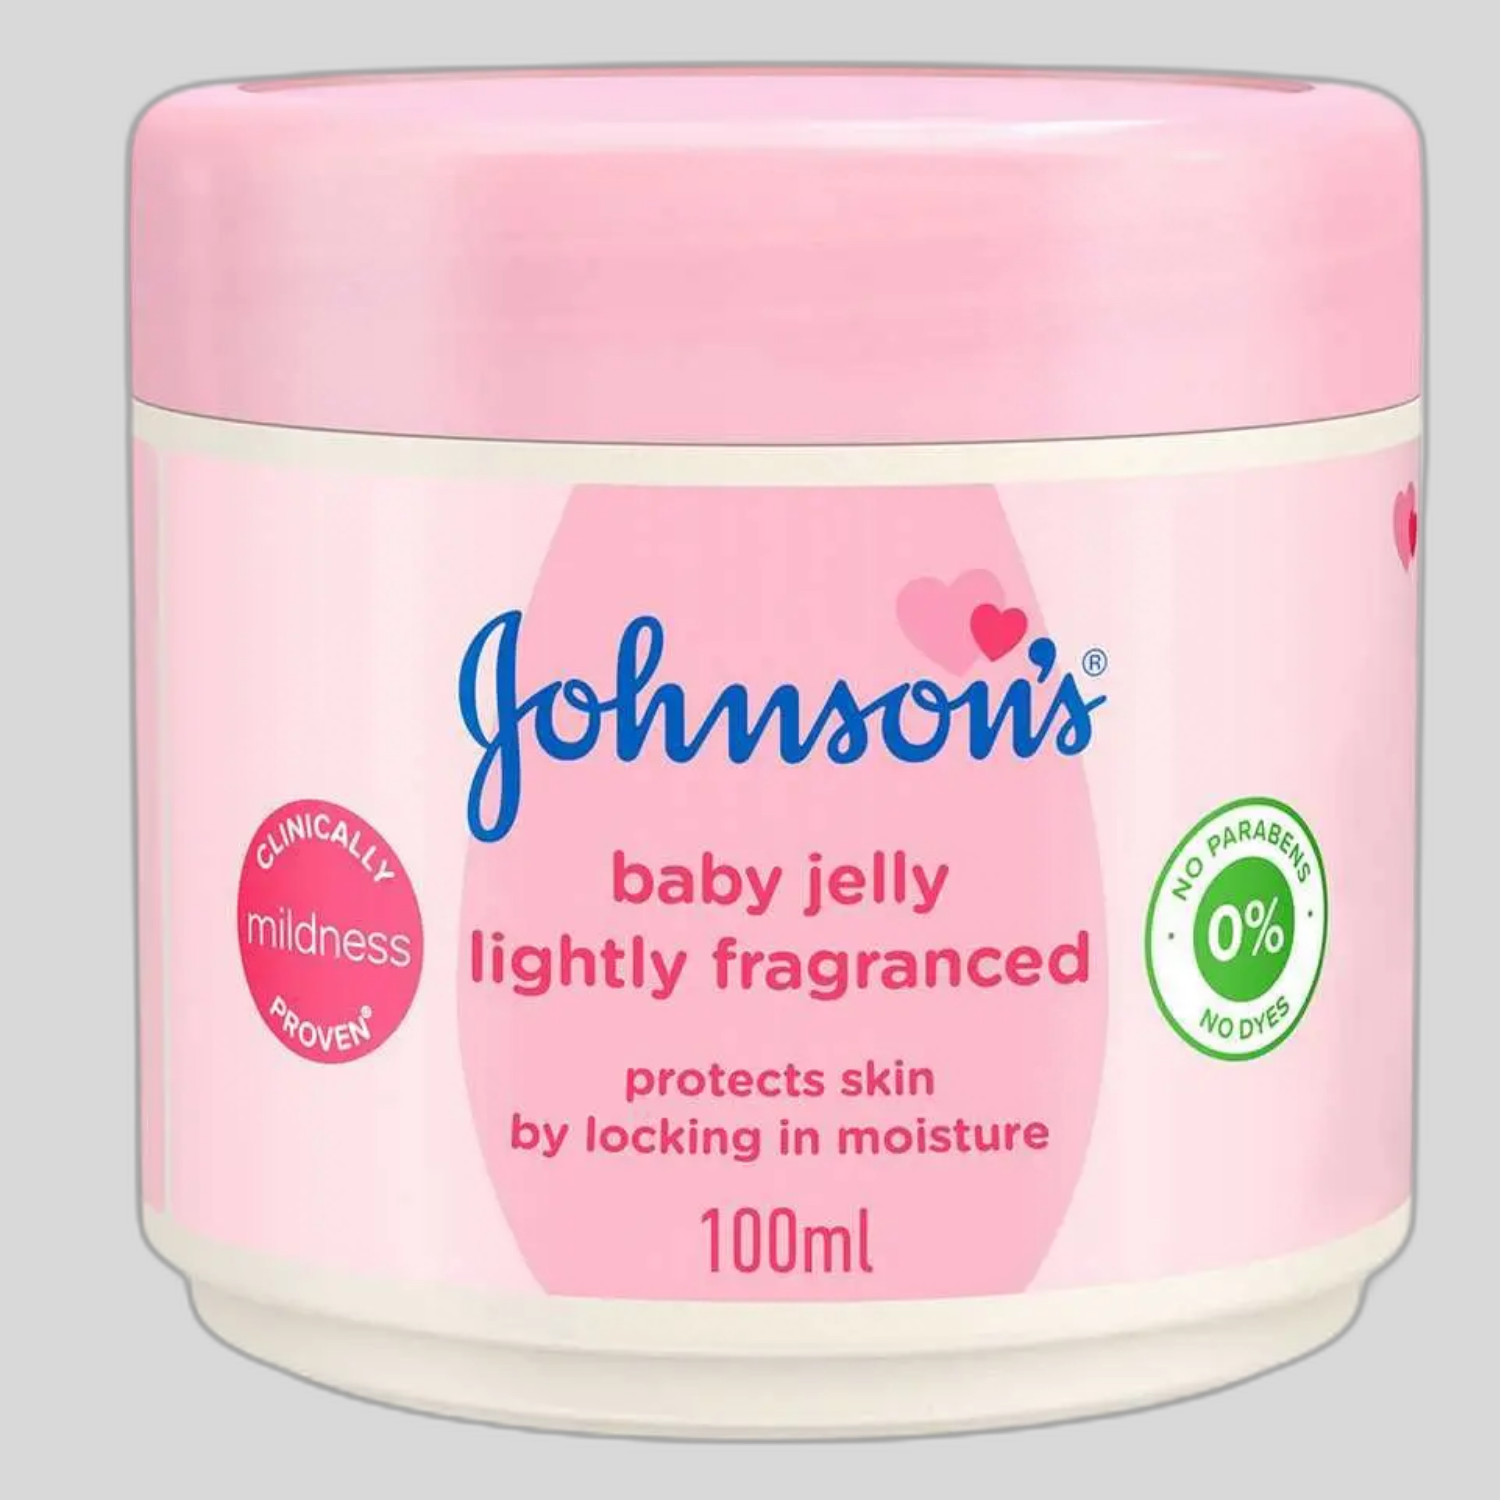 Johnson's®
baby jelly
lightly fragranced
protects skin
by locking in moisture
100ml
CLINICALLY
mildness
PROVEN®
NO PARABENS
0%
NO DYES